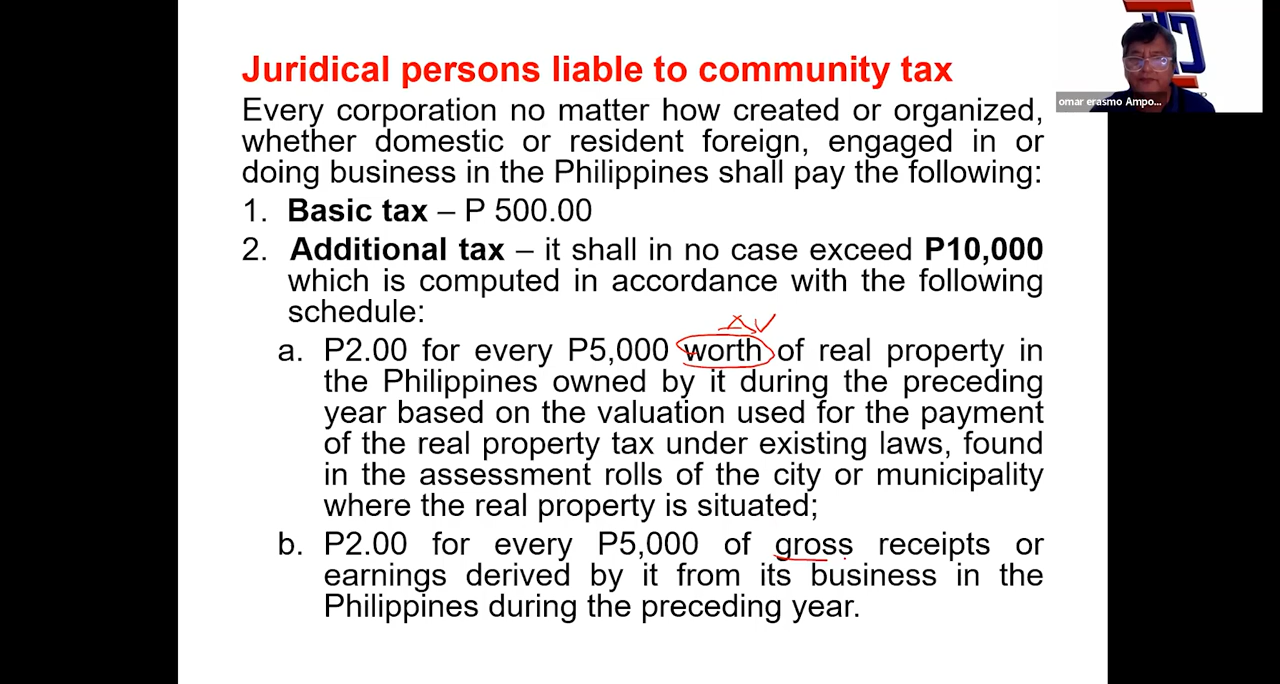 Juridical persons liable to community tax
Every corporation no matter how created or organized,
whether domestic or resident foreign, engaged in or
doing business in the Philippines shall pay the following:
1. Basic tax – P 500.00
2. Additional tax – it shall in no case exceed P10,000
which is computed in accordance with the following
schedule:
AV
a. P2.00 for every P5,000 worth of real property in
the Philippines owned by it during the preceding
year based on the valuation used for the payment
of the real property tax under existing laws, found
in the assessment rolls of the city or municipality
where the real property is situated;
b. P2.00 for every P5,000 of gross receipts or
earnings derived by it from its business in the
Philippines during the preceding year.
omar erasmo Ampo...